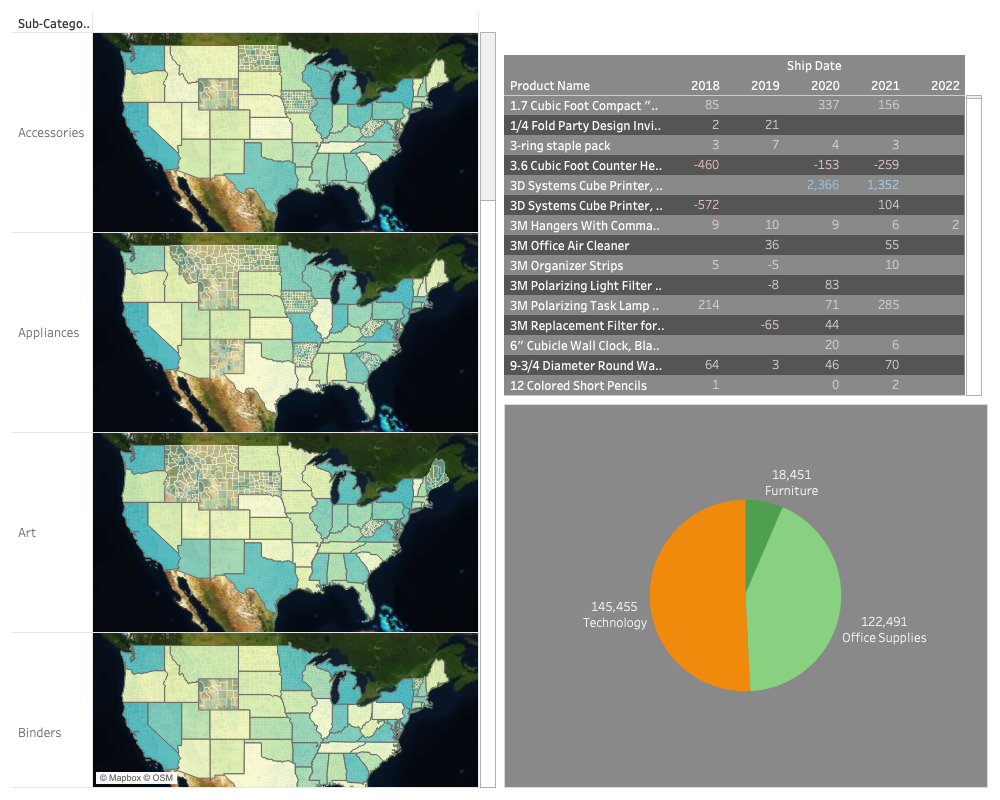 Sub-Catego..
Accessories
Appliances
Art
Binders
© Mapbox © OSM
Ship Date
Product Name 2018 2019 2020 2021 2022
1.7 Cubic Foot Compact ”.. 85 337 156
1/4 Fold Party Design Invi.. 2 21
3-ring staple pack 3 7 4 3
3.6 Cubic Foot Counter He.. -460 -153 -259
3D Systems Cube Printer, .. 2,366 1,352
3D Systems Cube Printer, .. -572 104
3M Hangers With Comma.. 9 10 9 6 2
3M Office Air Cleaner 36 55
3M Organizer Strips 5 -5 10
3M Polarizing Light Filter .. -8 83
3M Polarizing Task Lamp .. 214 71 285
3M Replacement Filter for.. -65 44
6” Cubicle Wall Clock, Bla.. 20 6
9-3/4 Diameter Round Wa.. 64 3 46 70
12 Colored Short Pencils 1 0 2
18,451
Furniture
145,455
Technology
122,491
Office Supplies